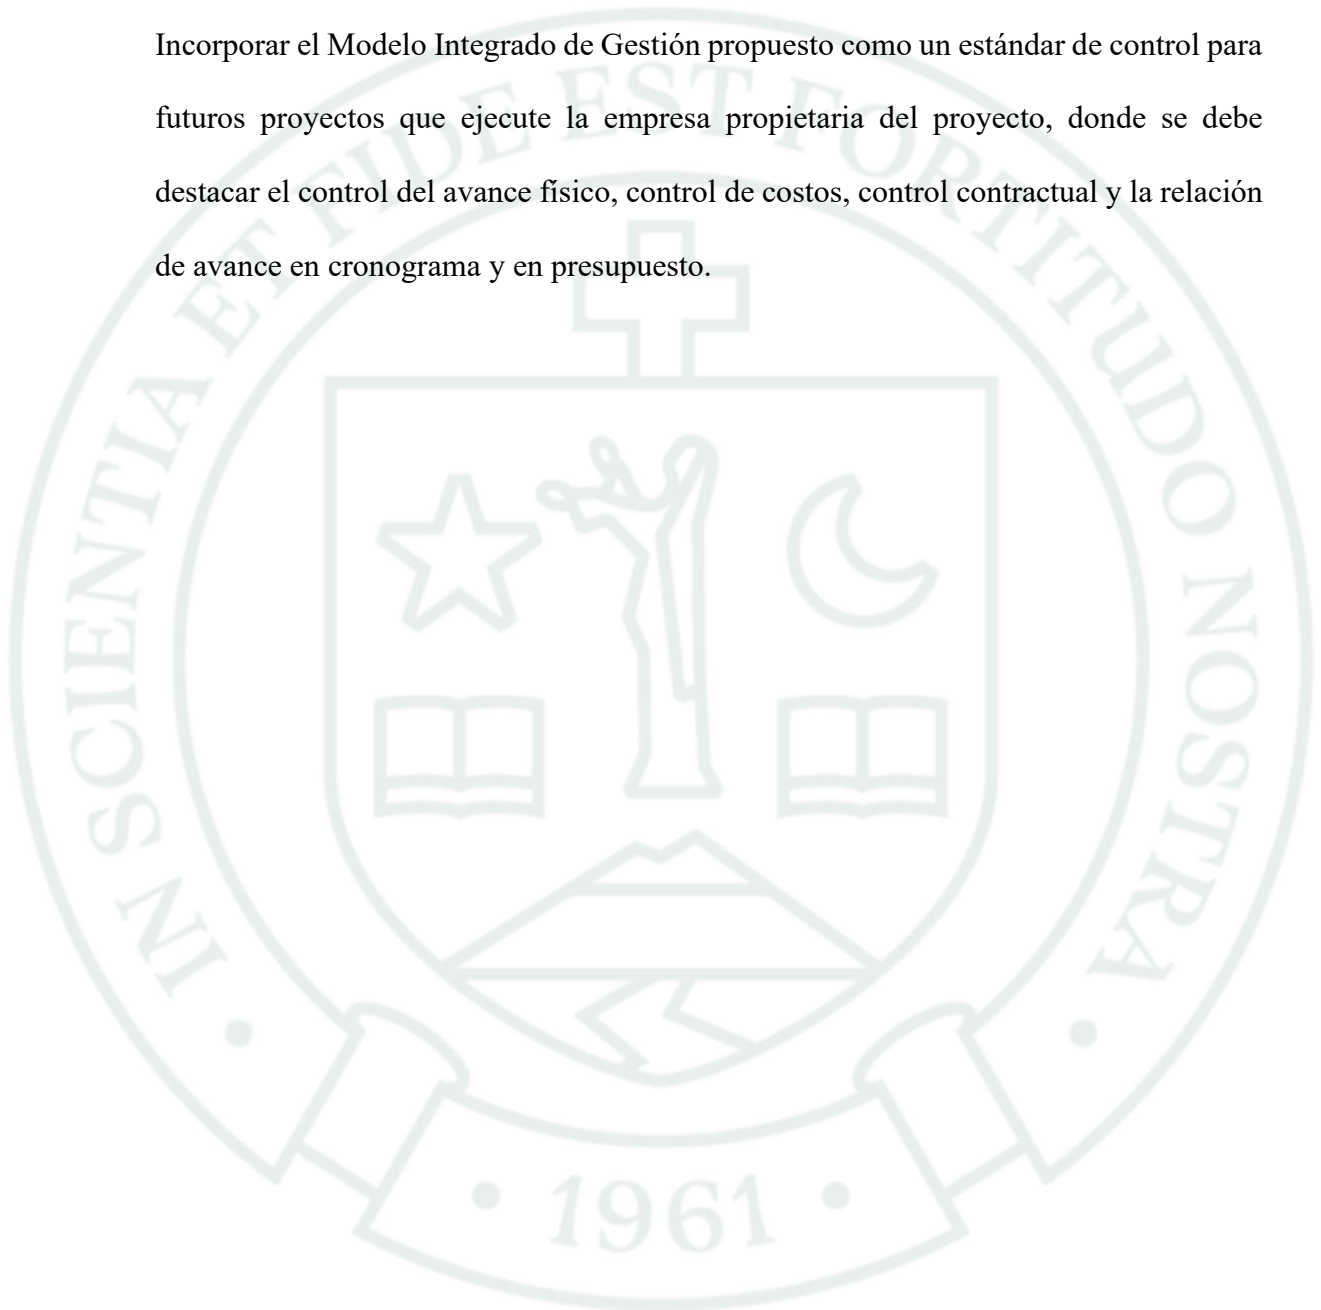 Incorporar el Modelo Integrado de Gestión propuesto como un estándar de control para
futuros proyectos que ejecute la empresa propietaria del proyecto, donde se debe
destacar el control del avance físico, control de costos, control contractual y la relación
de avance en cronograma y en presupuesto.
IN SCIENTIA ET FIDE EST FORTITUDO NOSTRA
1961